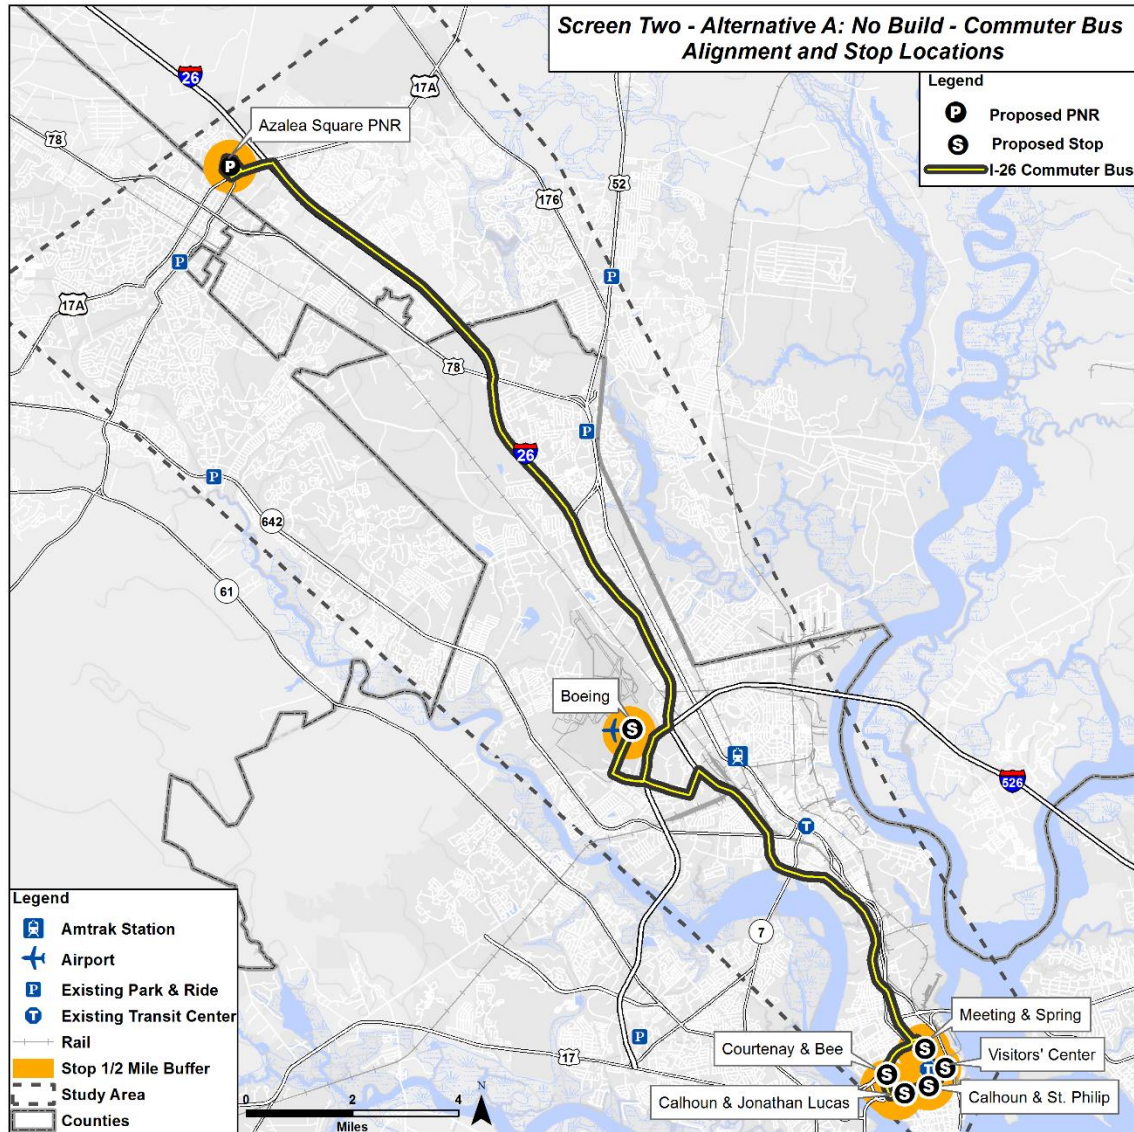 Screen Two - Alternative A: No Build - Commuter Bus
Alignment and Stop Locations
Legend
P Proposed PNR
S Proposed Stop
I-26 Commuter Bus
26
17A
78
Azalea Square PNR
P
52
176
P
P
17A
78
P
26
P
642
61
Boeing
S
526
T
7
Meeting & Spring
S
Courtenay & Bee
S
Visitors' Center
S
T
P
17
Calhoun & Jonathan Lucas
S
Calhoun & St. Philip
S
Legend
Amtrak Station
Airport
P Existing Park & Ride
T Existing Transit Center
Rail
Stop 1/2 Mile Buffer
Study Area
Counties
0 2 4
Miles
N